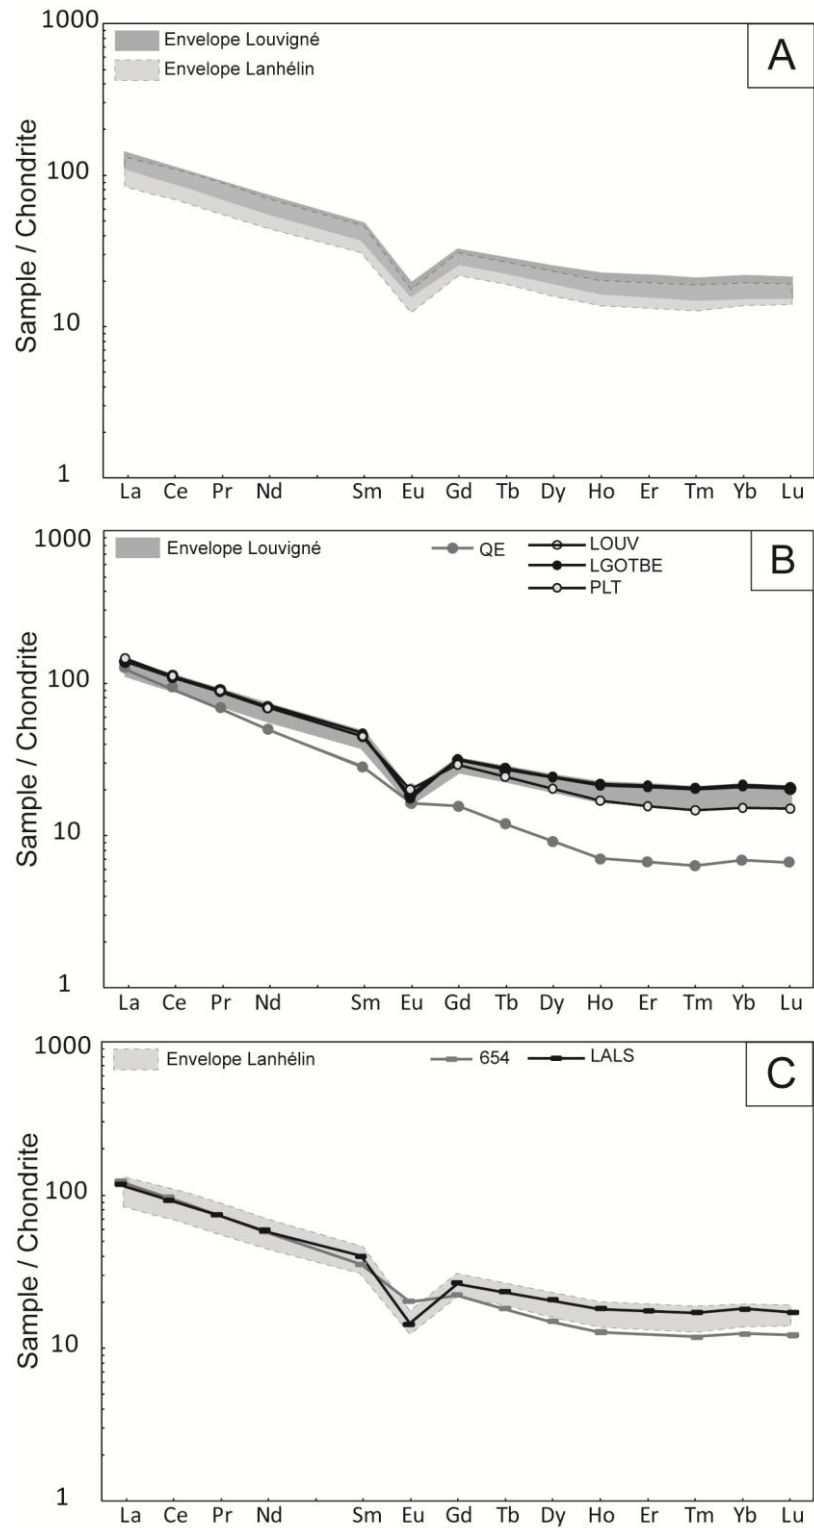 A
Envelope Louvigné
Envelope Lanhélin
Sample / Chondrite
1000
100
10
1
La Ce Pr Nd Sm Eu Gd Tb Dy Ho Er Tm Yb Lu
B
Envelope Louvigné
QE
LOUV
LGOTBE
PLT
Sample / Chondrite
1000
100
10
1
La Ce Pr Nd Sm Eu Gd Tb Dy Ho Er Tm Yb Lu
C
Envelope Lanhélin
654
LALS
Sample / Chondrite
1000
100
10
1
La Ce Pr Nd Sm Eu Gd Tb Dy Ho Er Tm Yb Lu